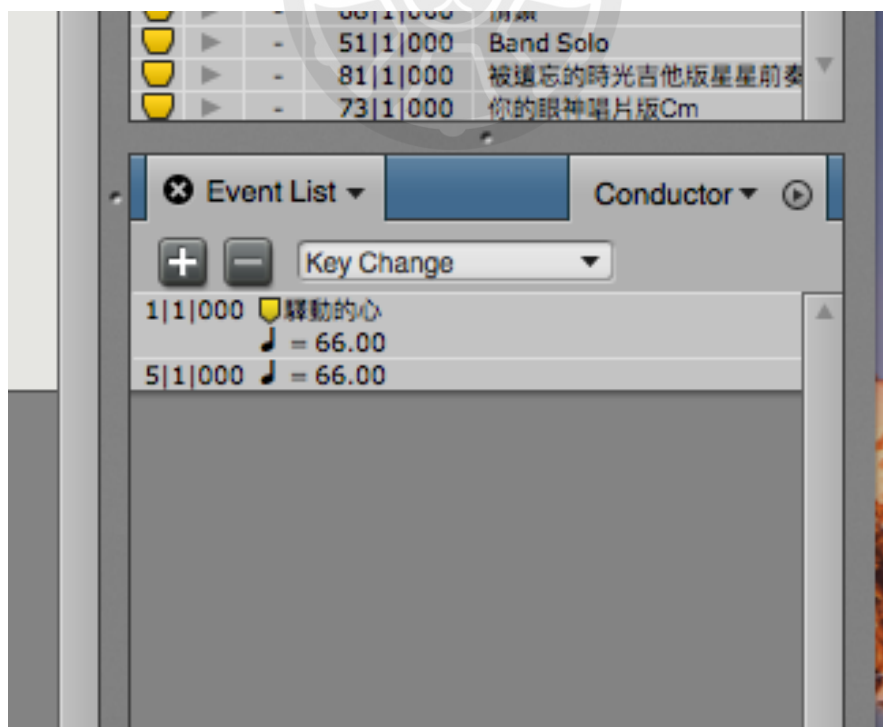 - 51|1|000 Band Solo
- 81|1|000 被遺忘的時光吉他版星星前奏
- 73|1|000 你的眼神唱片版Cm
Event List
Conductor
Key Change
1|1|000 驛動的心
= 66.00
5|1|000 = 66.00